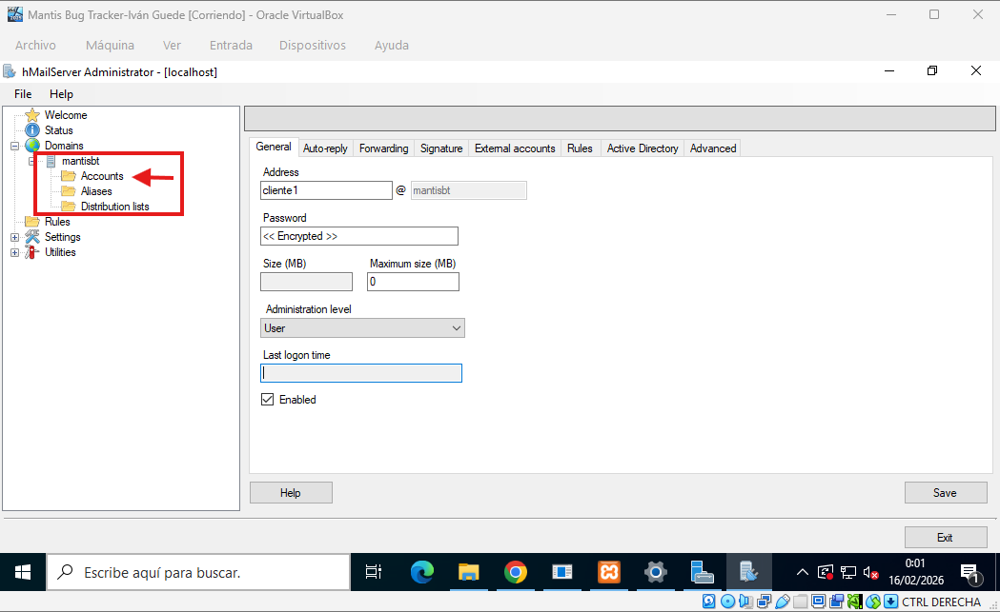 Mantis Bug Tracker-Iván Guede [Corriendo] - Oracle VirtualBox
Archivo Máquina Ver Entrada Dispositivos Ayuda
hMailServer Administrator - [localhost]
File Help
Welcome
Status
Domains
mantisbt
Accounts
Aliases
Distribution lists
Rules
Settings
Utilities
General Auto-reply Forwarding Signature External accounts Rules Active Directory Advanced
Address
cliente1 @ mantisbt
Password
<< Encrypted >>
Size (MB) Maximum size (MB)
0
Administration level
User
Last logon time
Enabled
Help Save
Exit
Escribe aquí para buscar.
0:01
16/02/2026
1
CTRL DERECHA